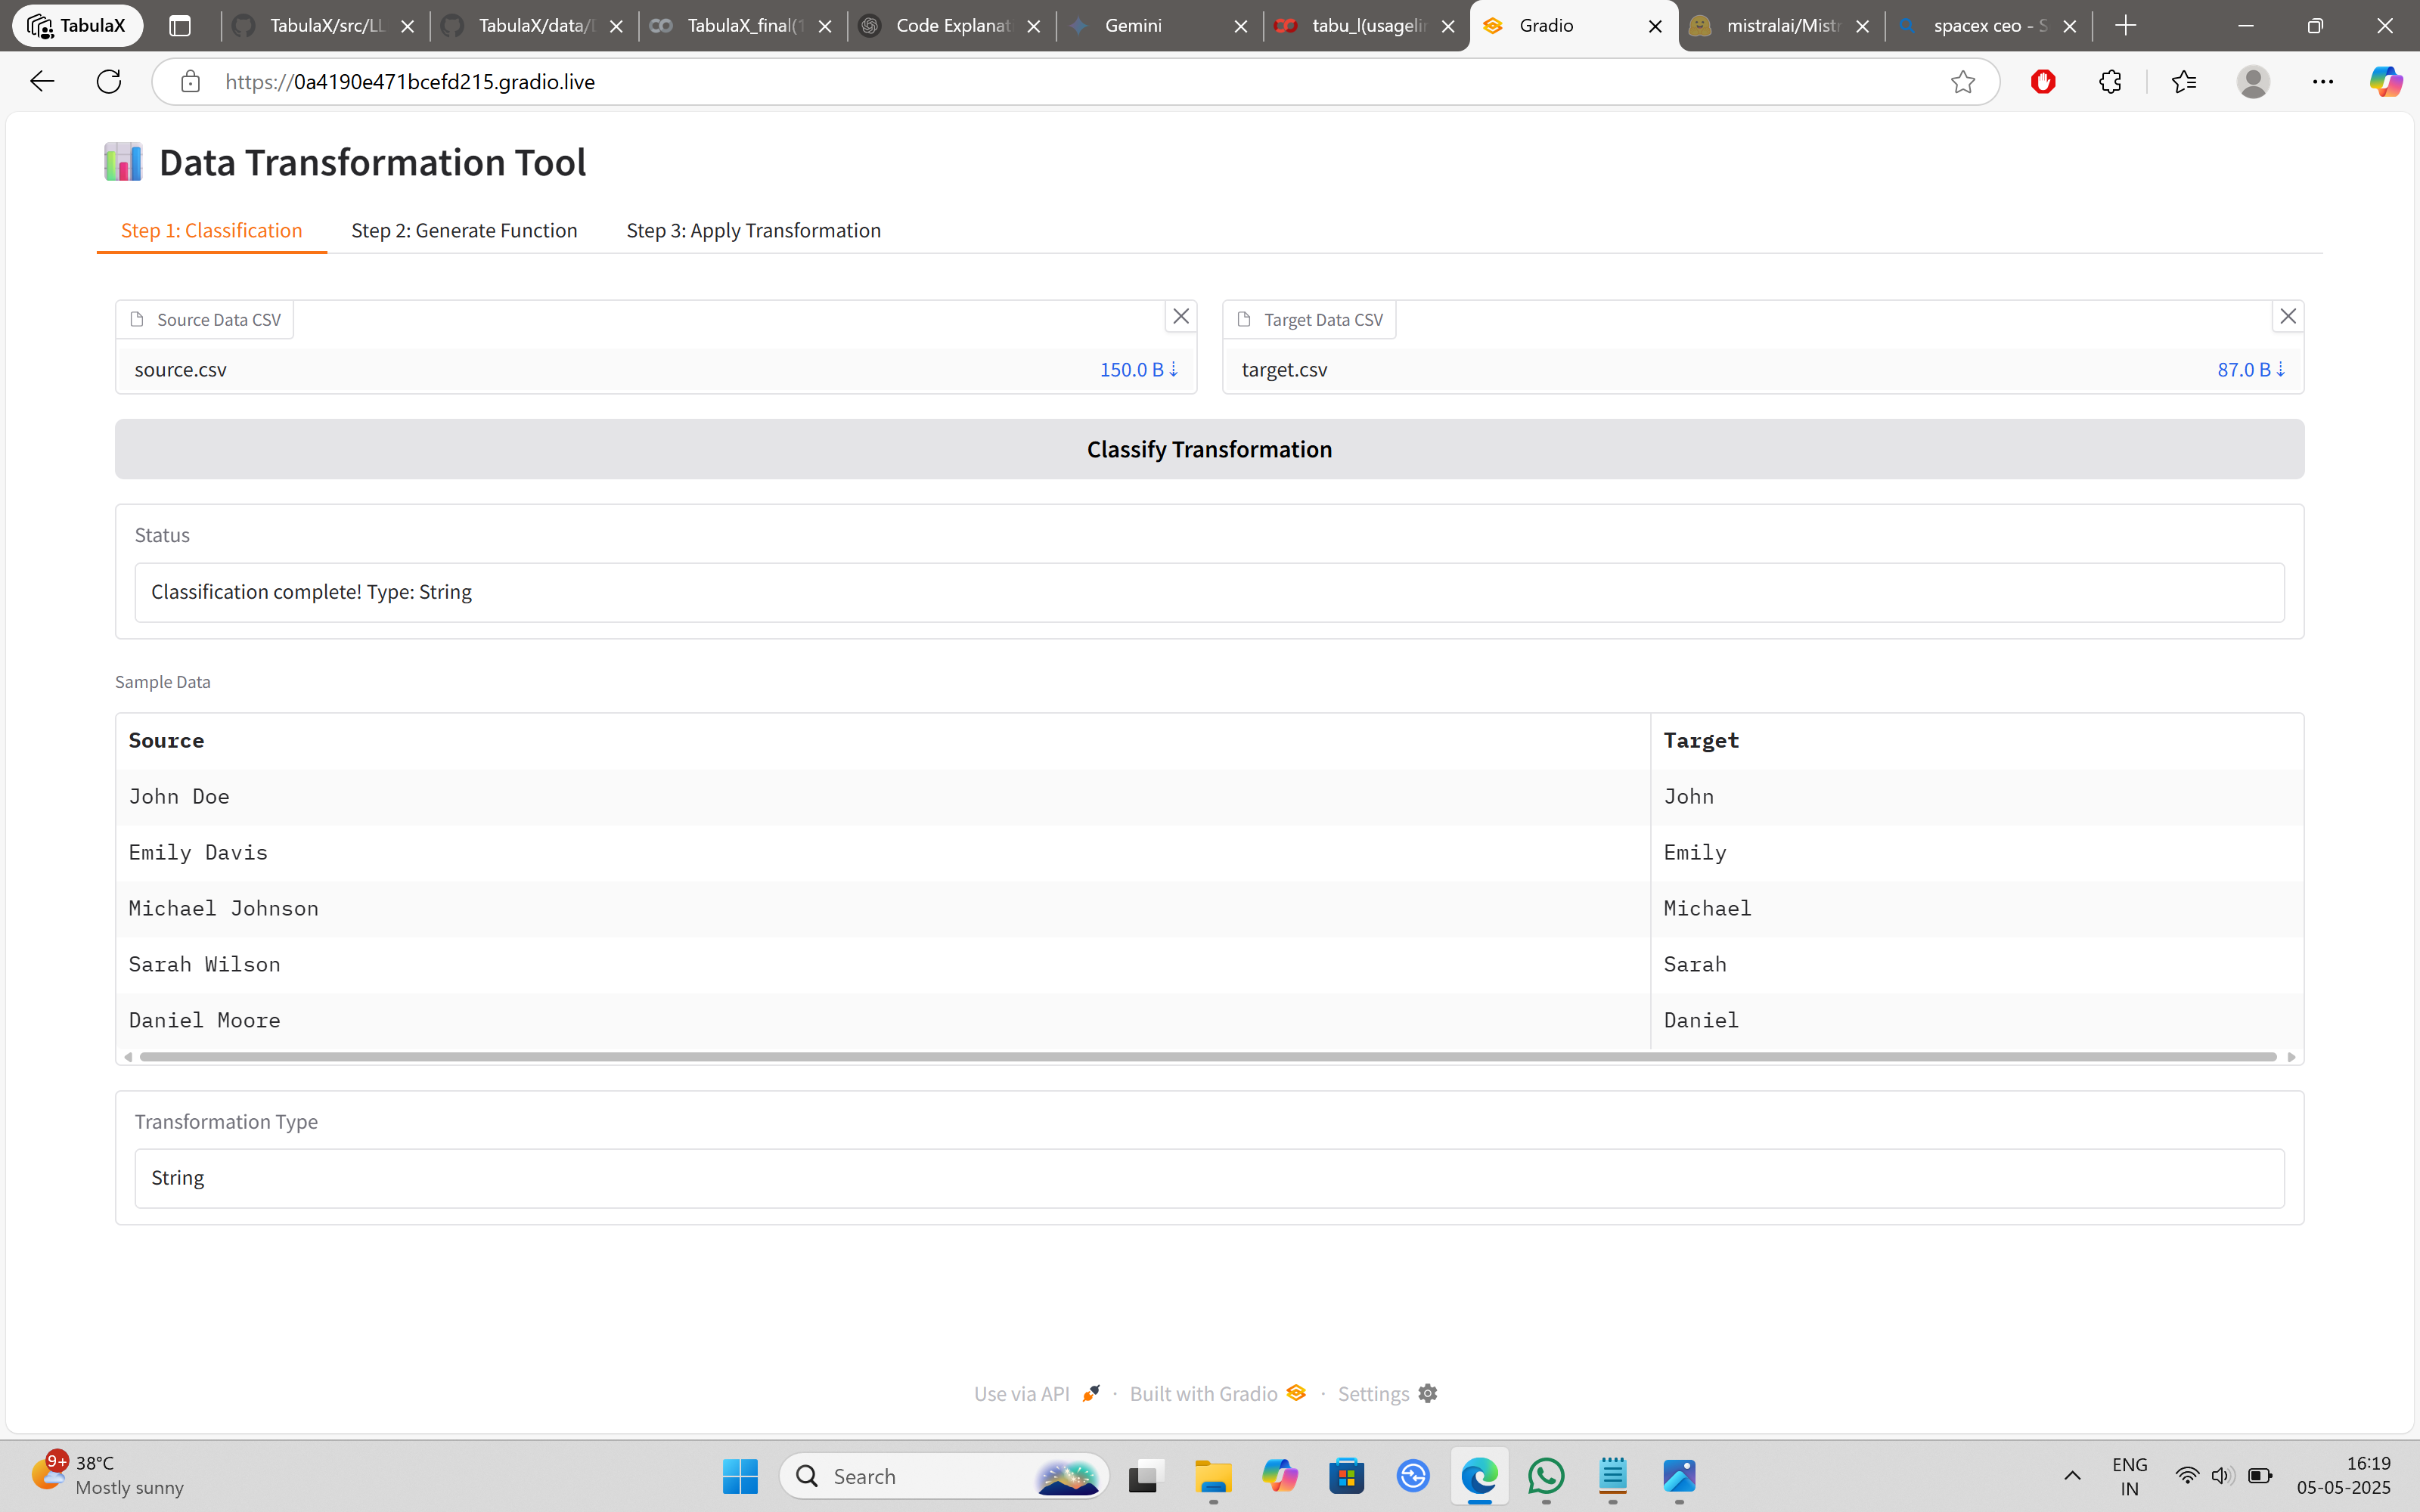 TabulaX
TabulaX/src/LL
TabulaX/data/
TabulaX_final(1
Code Explanat
Gemini
tabu_l(usagelin
Gradio
mistralai/Mistr
spacex ceo - S
https://0a4190e471bcefd215.gradio.live
Data Transformation Tool
Step 1: Classification
Step 2: Generate Function
Step 3: Apply Transformation
Source Data CSV
Target Data CSV
source.csv
150.0 B ⇣
target.csv
87.0 B ⇣
Classify Transformation
Status
Classification complete! Type: String
Sample Data
Source
Target
John Doe
John
Emily Davis
Emily
Michael Johnson
Michael
Sarah Wilson
Sarah
Daniel Moore
Daniel
Transformation Type
String
Use via API
·
Built with Gradio
·
Settings
9+
38°C
Mostly sunny
Search
ENG
IN
16:19
05-05-2025